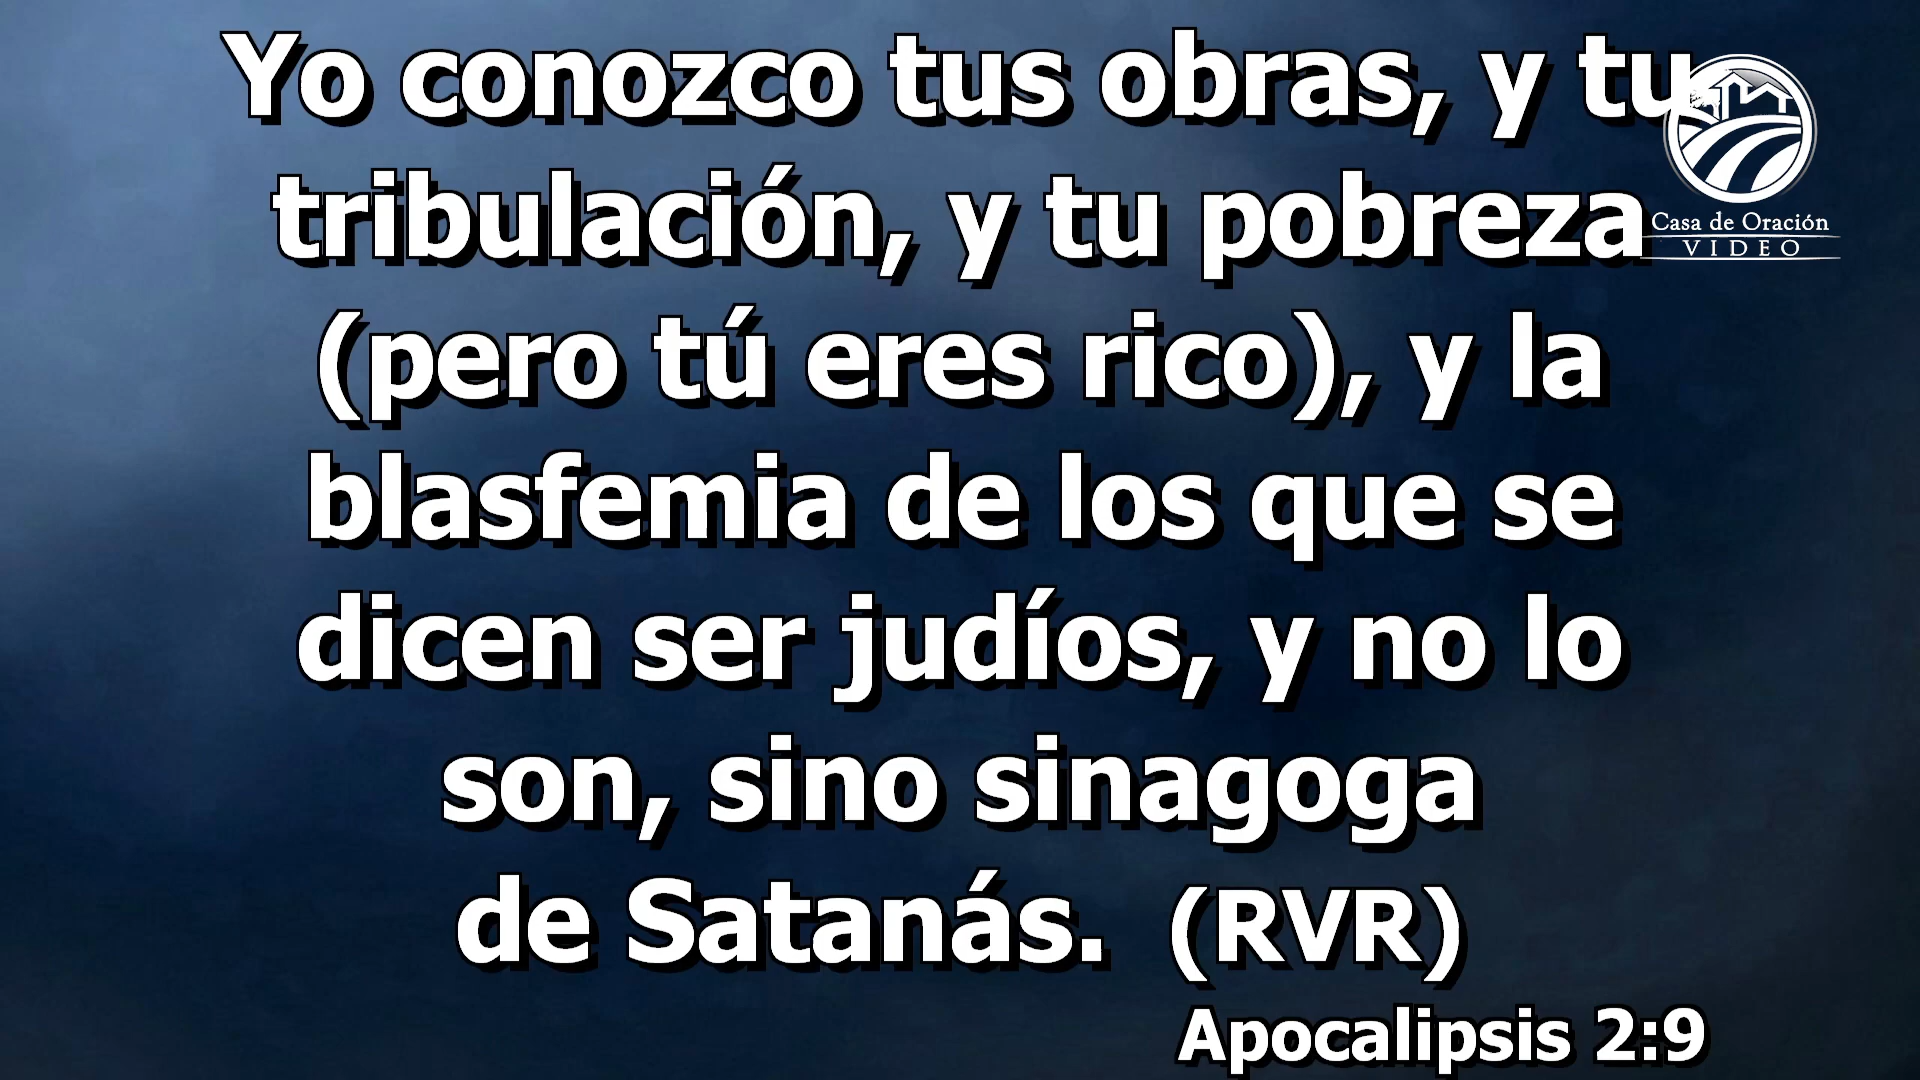 Yo conozco tus obras, y tu
tribulación, y tu pobreza
(pero tú eres rico), y la
blasfemia de los que se
dicen ser judíos, y no lo
son, sino sinagoga
de Satanás. (RVR)
Apocalipsis 2:9
Casa de Oración
VIDEO